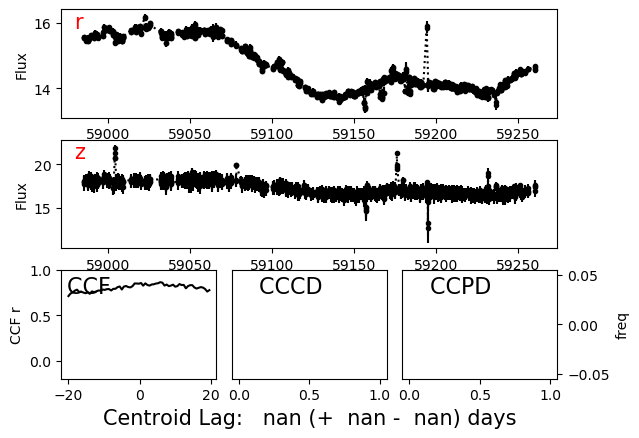 r
16
14
Flux
59000 59050 59100 59150 59200 59250
z
20
15
Flux
59000 59050 59100 59150 59200 59250
CCF
1.0
0.5
0.0
CCF r
−20 0 20
CCCD
0.0 0.5 1.0
CCPD
0.05
0.00
−0.05
freq
0.0 0.5 1.0
Centroid Lag: nan (+ nan - nan) days